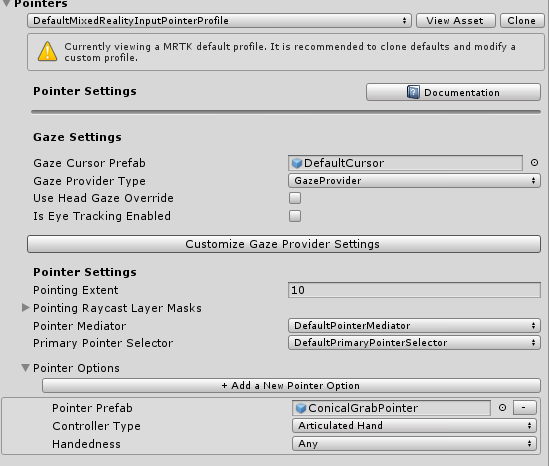 Pointers
DefaultMixedRealityInputPointerProfile View Asset Clone
Currently viewing a MRTK default profile. It is recommended to clone defaults and modify a
custom profile.
Pointer Settings Documentation
Gaze Settings
Gaze Cursor Prefab DefaultCursor
Gaze Provider Type GazeProvider
Use Head Gaze Override
Is Eye Tracking Enabled
Customize Gaze Provider Settings
Pointer Settings
Pointing Extent 10
Pointing Raycast Layer Masks
Pointer Mediator DefaultPointerMediator
Primary Pointer Selector DefaultPrimaryPointerSelector
Pointer Options
+ Add a New Pointer Option
Pointer Prefab ConicalGrabPointer -
Controller Type Articulated Hand
Handedness Any